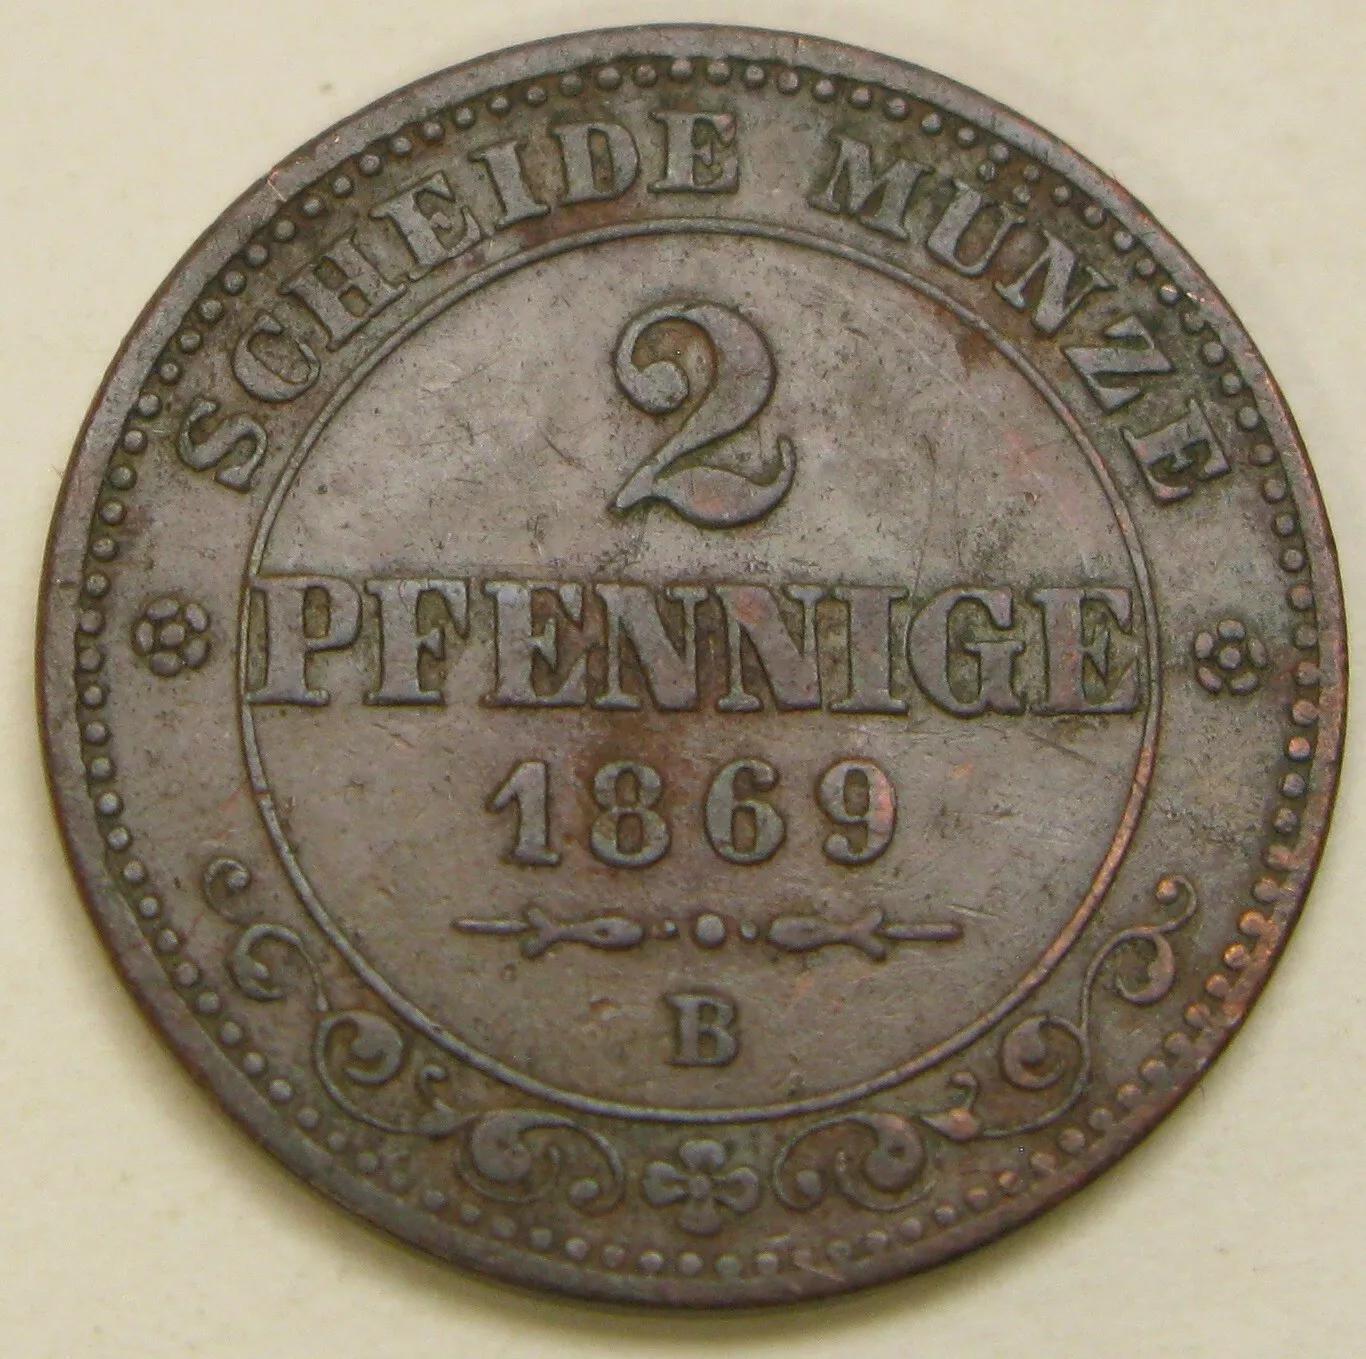 SCHEIDE MÜNZE
2
PFENNIGE
1869
B